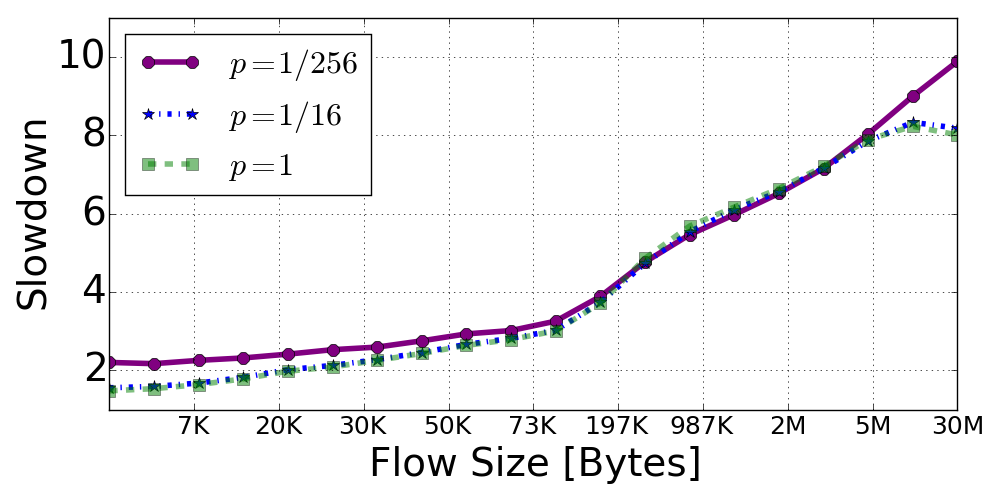 10
8
6
4
2
Slowdown
p = 1/256
p = 1/16
p = 1
7K 20K 30K 50K 73K 197K 987K 2M 5M 30M
Flow Size [Bytes]